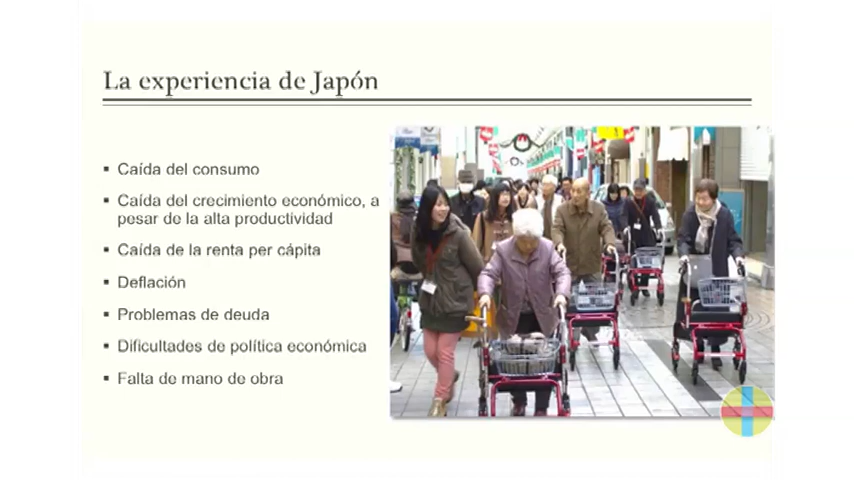 La experiencia de Japón
▪ Caída del consumo
▪ Caída del crecimiento económico, a
pesar de la alta productividad
▪ Caída de la renta per cápita
▪ Deflación
▪ Problemas de deuda
▪ Dificultades de política económica
▪ Falta de mano de obra